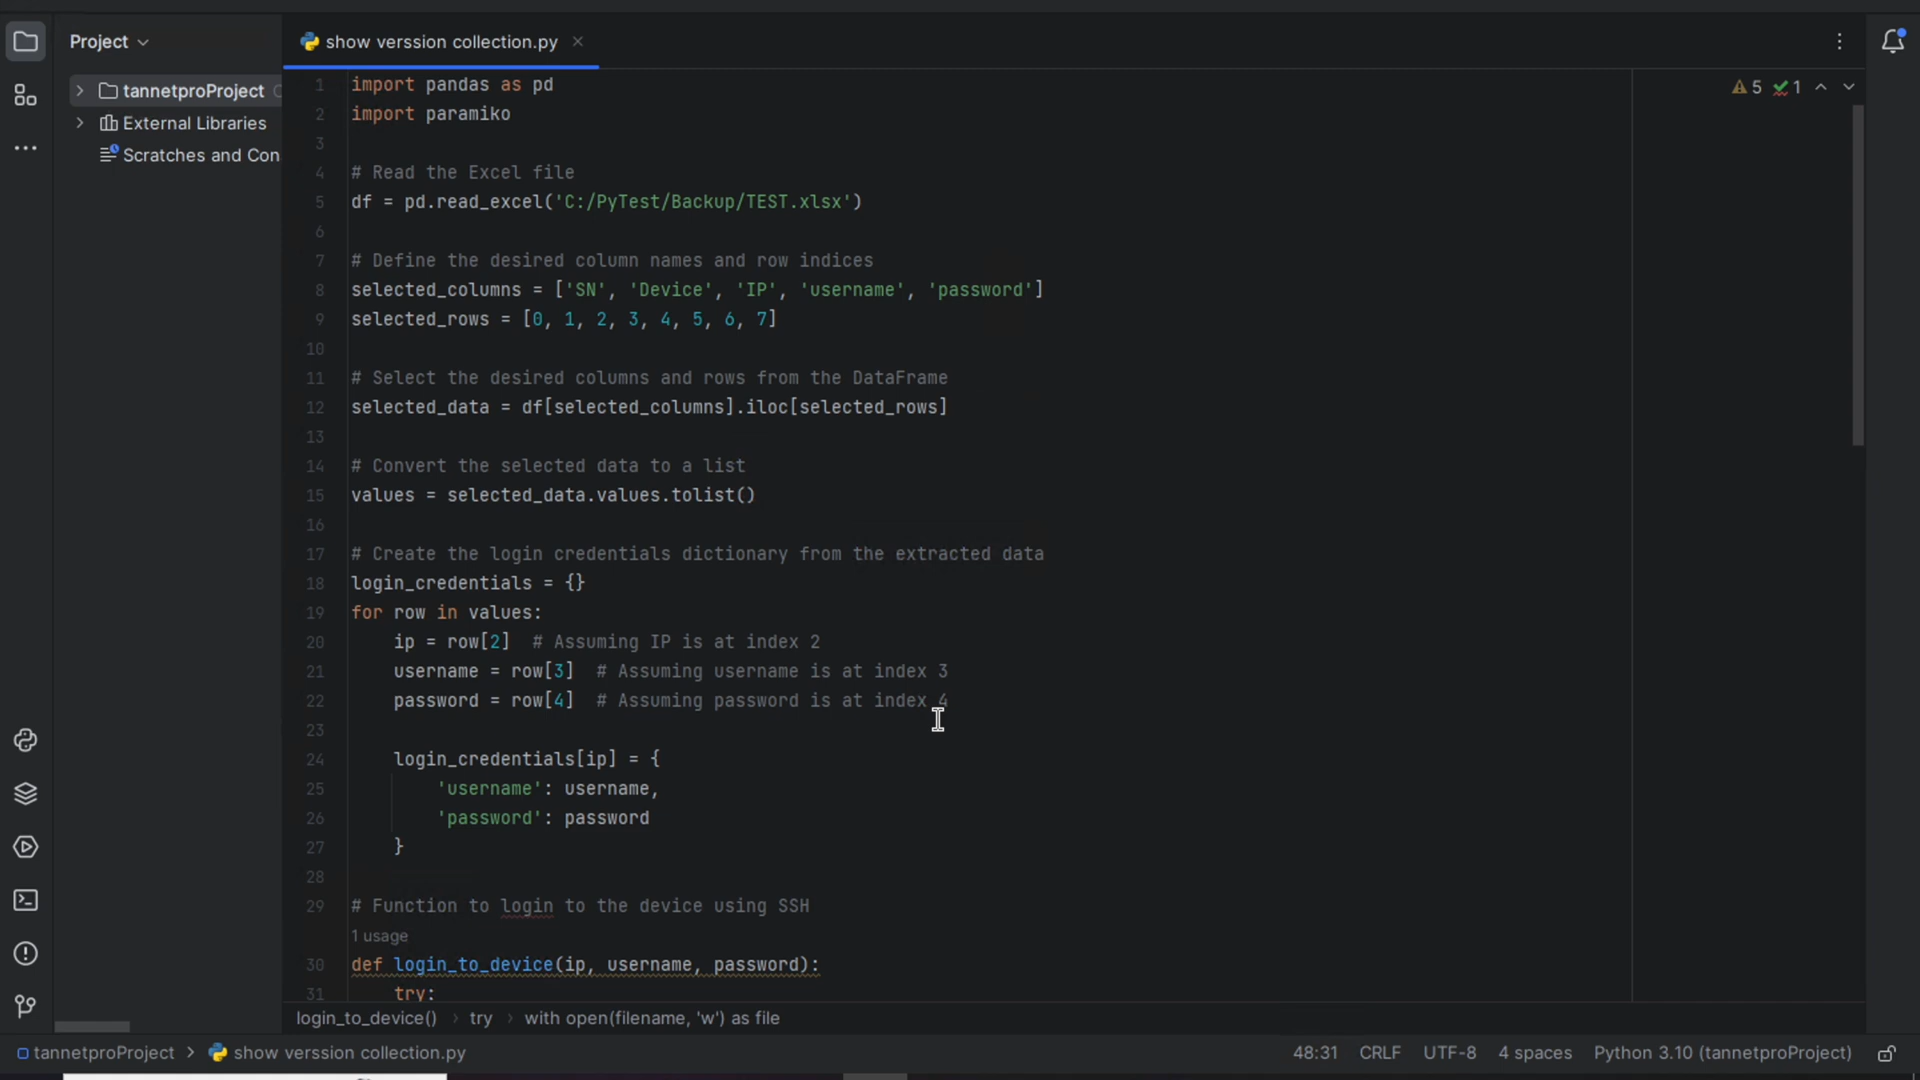 Project
show verssion collection.py
tannetproProject
External Libraries
Scratches and Con
5
1
1 import pandas as pd
2 import paramiko
3
4 # Read the Excel file
5 df = pd.read_excel('C:/PyTest/Backup/TEST.xlsx')
6
7 # Define the desired column names and row indices
8 selected_columns = ['SN', 'Device', 'IP', 'username', 'password']
9 selected_rows = [0, 1, 2, 3, 4, 5, 6, 7]
10
11 # Select the desired columns and rows from the DataFrame
12 selected_data = df[selected_columns].iloc[selected_rows]
13
14 # Convert the selected data to a list
15 values = selected_data.values.tolist()
16
17 # Create the login credentials dictionary from the extracted data
18 login_credentials = {}
19 for row in values:
20     ip = row[2]  # Assuming IP is at index 2
21     username = row[3]  # Assuming username is at index 3
22     password = row[4]  # Assuming password is at index 4
23
24     login_credentials[ip] = {
25         'username': username,
26         'password': password
27     }
28
29 # Function to login to the device using SSH
1 usage
30 def login_to_device(ip, username, password):
31     try:
login_to_device() › try › with open(filename, 'w') as file
tannetproProject › show verssion collection.py
48:31 CRLF UTF-8 4 spaces Python 3.10 (tannetproProject)